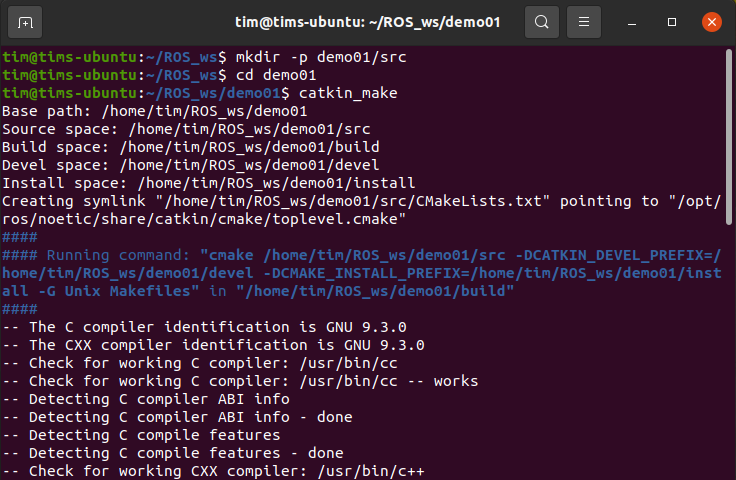 tim@tims-ubuntu: ~/ROS_ws/demo01
tim@tims-ubuntu:~/ROS_ws$ mkdir -p demo01/src
tim@tims-ubuntu:~/ROS_ws$ cd demo01
tim@tims-ubuntu:~/ROS_ws/demo01$ catkin_make
Base path: /home/tim/ROS_ws/demo01
Source space: /home/tim/ROS_ws/demo01/src
Build space: /home/tim/ROS_ws/demo01/build
Devel space: /home/tim/ROS_ws/demo01/devel
Install space: /home/tim/ROS_ws/demo01/install
Creating symlink "/home/tim/ROS_ws/demo01/src/CMakeLists.txt" pointing to "/opt/
ros/noetic/share/catkin/cmake/toplevel.cmake"
####
#### Running command: "cmake /home/tim/ROS_ws/demo01/src -DCATKIN_DEVEL_PREFIX=/
home/tim/ROS_ws/demo01/devel -DCMAKE_INSTALL_PREFIX=/home/tim/ROS_ws/demo01/inst
all -G Unix Makefiles" in "/home/tim/ROS_ws/demo01/build"
####
-- The C compiler identification is GNU 9.3.0
-- The CXX compiler identification is GNU 9.3.0
-- Check for working C compiler: /usr/bin/cc
-- Check for working C compiler: /usr/bin/cc -- works
-- Detecting C compiler ABI info
-- Detecting C compiler ABI info - done
-- Detecting C compile features
-- Detecting C compile features - done
-- Check for working CXX compiler: /usr/bin/c++